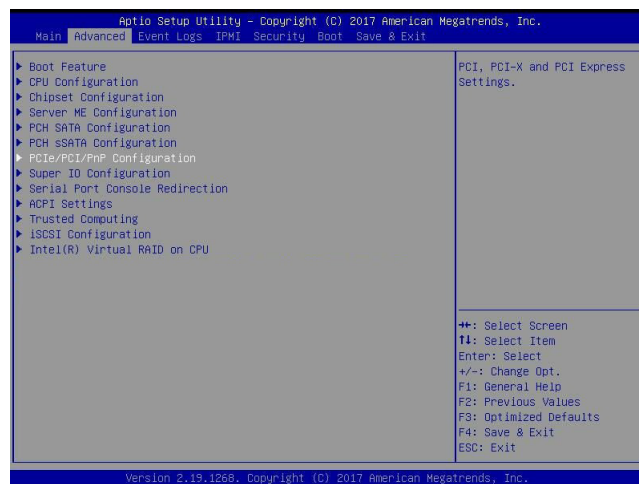 Aptio Setup Utility – Copyright (C) 2017 American Megatrends, Inc.
Main Advanced Event Logs IPMI Security Boot Save & Exit
Boot Feature
CPU Configuration
Chipset Configuration
Server ME Configuration
PCH SATA Configuration
PCH sSATA Configuration
PCIe/PCI/PnP Configuration
Super IO Configuration
Serial Port Console Redirection
ACPI Settings
Trusted Computing
iSCSI Configuration
Intel(R) Virtual RAID on CPU
PCI, PCI-X and PCI Express
Settings.
→←: Select Screen
↑↓: Select Item
Enter: Select
+/-: Change Opt.
F1: General Help
F2: Previous Values
F3: Optimized Defaults
F4: Save & Exit
ESC: Exit
Version 2.19.1268. Copyright (C) 2017 American Megatrends, Inc.